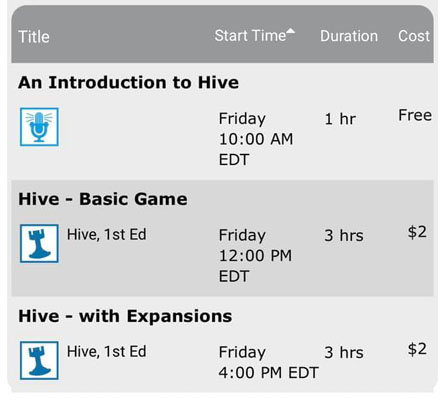 Title Start Time Duration Cost
An Introduction to Hive
Friday 1 hr Free
10:00 AM
EDT
Hive - Basic Game
Hive, 1st Ed Friday 3 hrs $2
12:00 PM
EDT
Hive - with Expansions
Hive, 1st Ed Friday 3 hrs $2
4:00 PM EDT